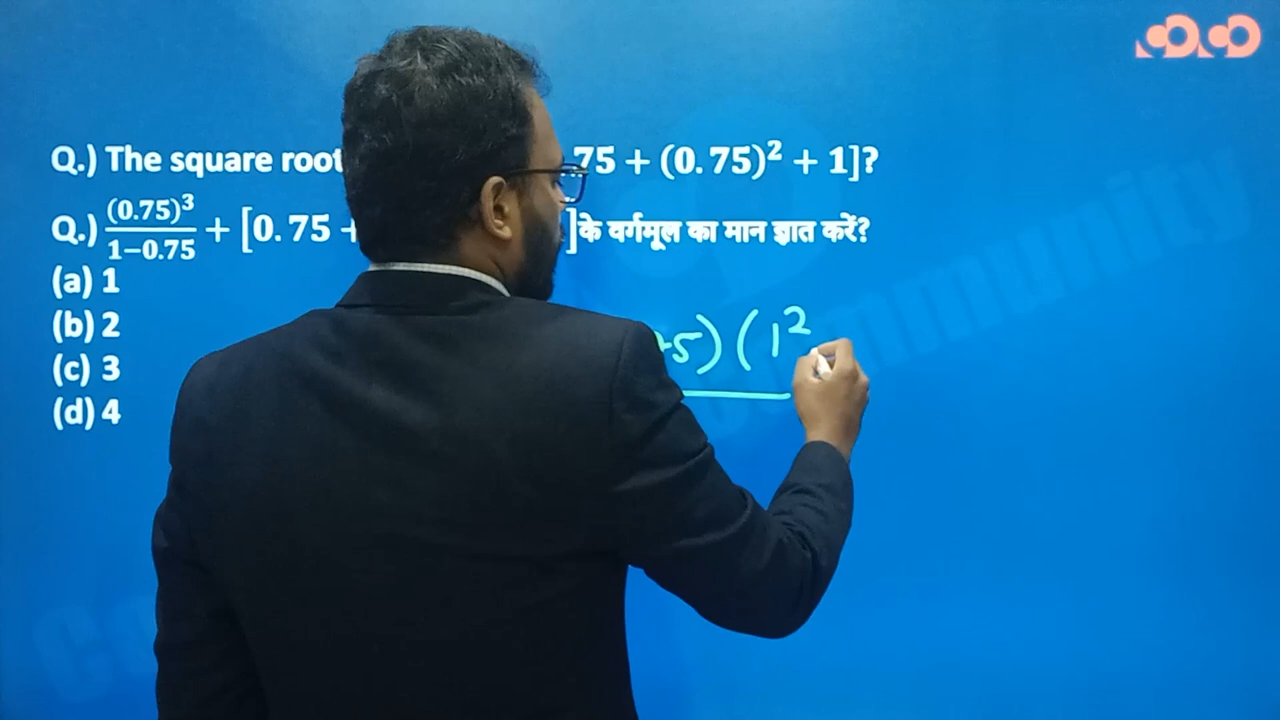 Q.) The square root .75 + (0.75)² + 1]?
Q.) (0.75)³/1−0.75 + [0.75 + ]के वर्गमूल का मान ज्ञात करें?
(a) 1
(b) 2
(c) 3
(d) 4
5) (1²
Community